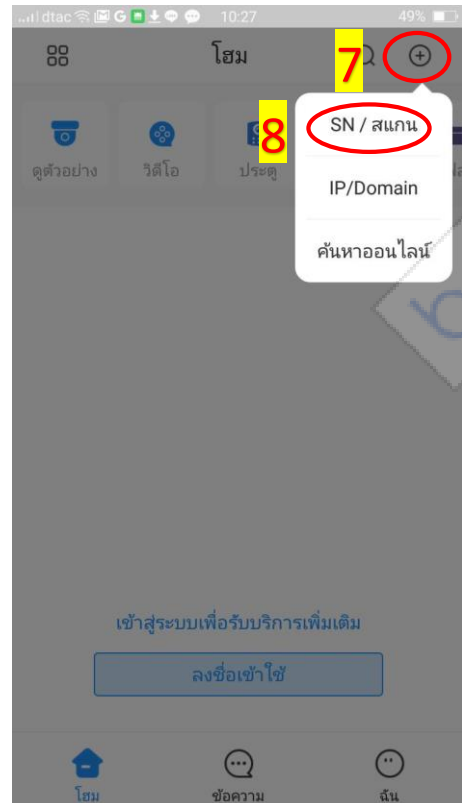 dtac 10:27 49%
โฮม
7
8
SN / สแกน
IP/Domain
ค้นหาออนไลน์
ดูตัวอย่าง วิดีโอ ประตู
เข้าสู่ระบบเพื่อรับบริการเพิ่มเติม
ลงชื่อเข้าใช้
โฮม ข้อความ ฉัน